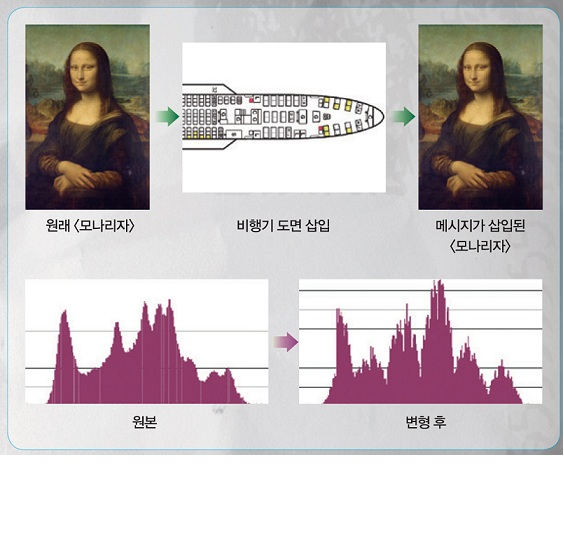 원래 〈모나리자〉
비행기 도면 삽입
메시지가 삽입된
〈모나리자〉
원본
변형 후